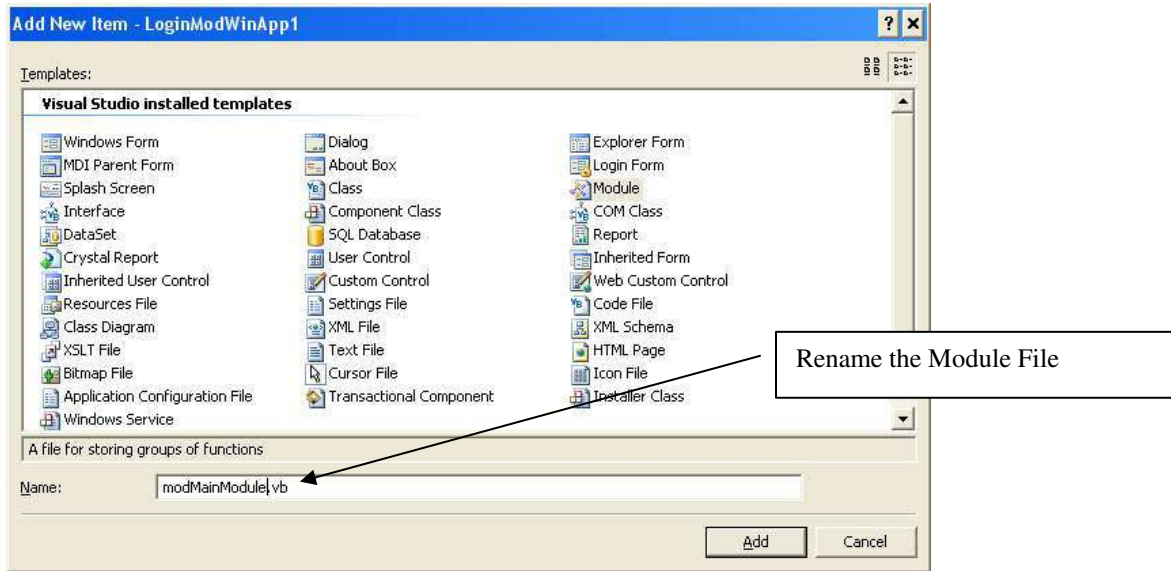 Add New Item - LoginModWinApp1
Templates:
Visual Studio installed templates
Windows Form Dialog Explorer Form
MDI Parent Form About Box Login Form
Splash Screen Class Module
Interface Component Class COM Class
DataSet SQL Database Report
Crystal Report User Control Inherited Form
Inherited User Control Custom Control Web Custom Control
Resources File Settings File Code File
Class Diagram XML File XML Schema
XSLT File Text File HTML Page
Bitmap File Cursor File Icon File
Application Configuration File Transactional Component Installer Class
Windows Service
Rename the Module File
A file for storing groups of functions
Name: modMainModule.vb
Add Cancel